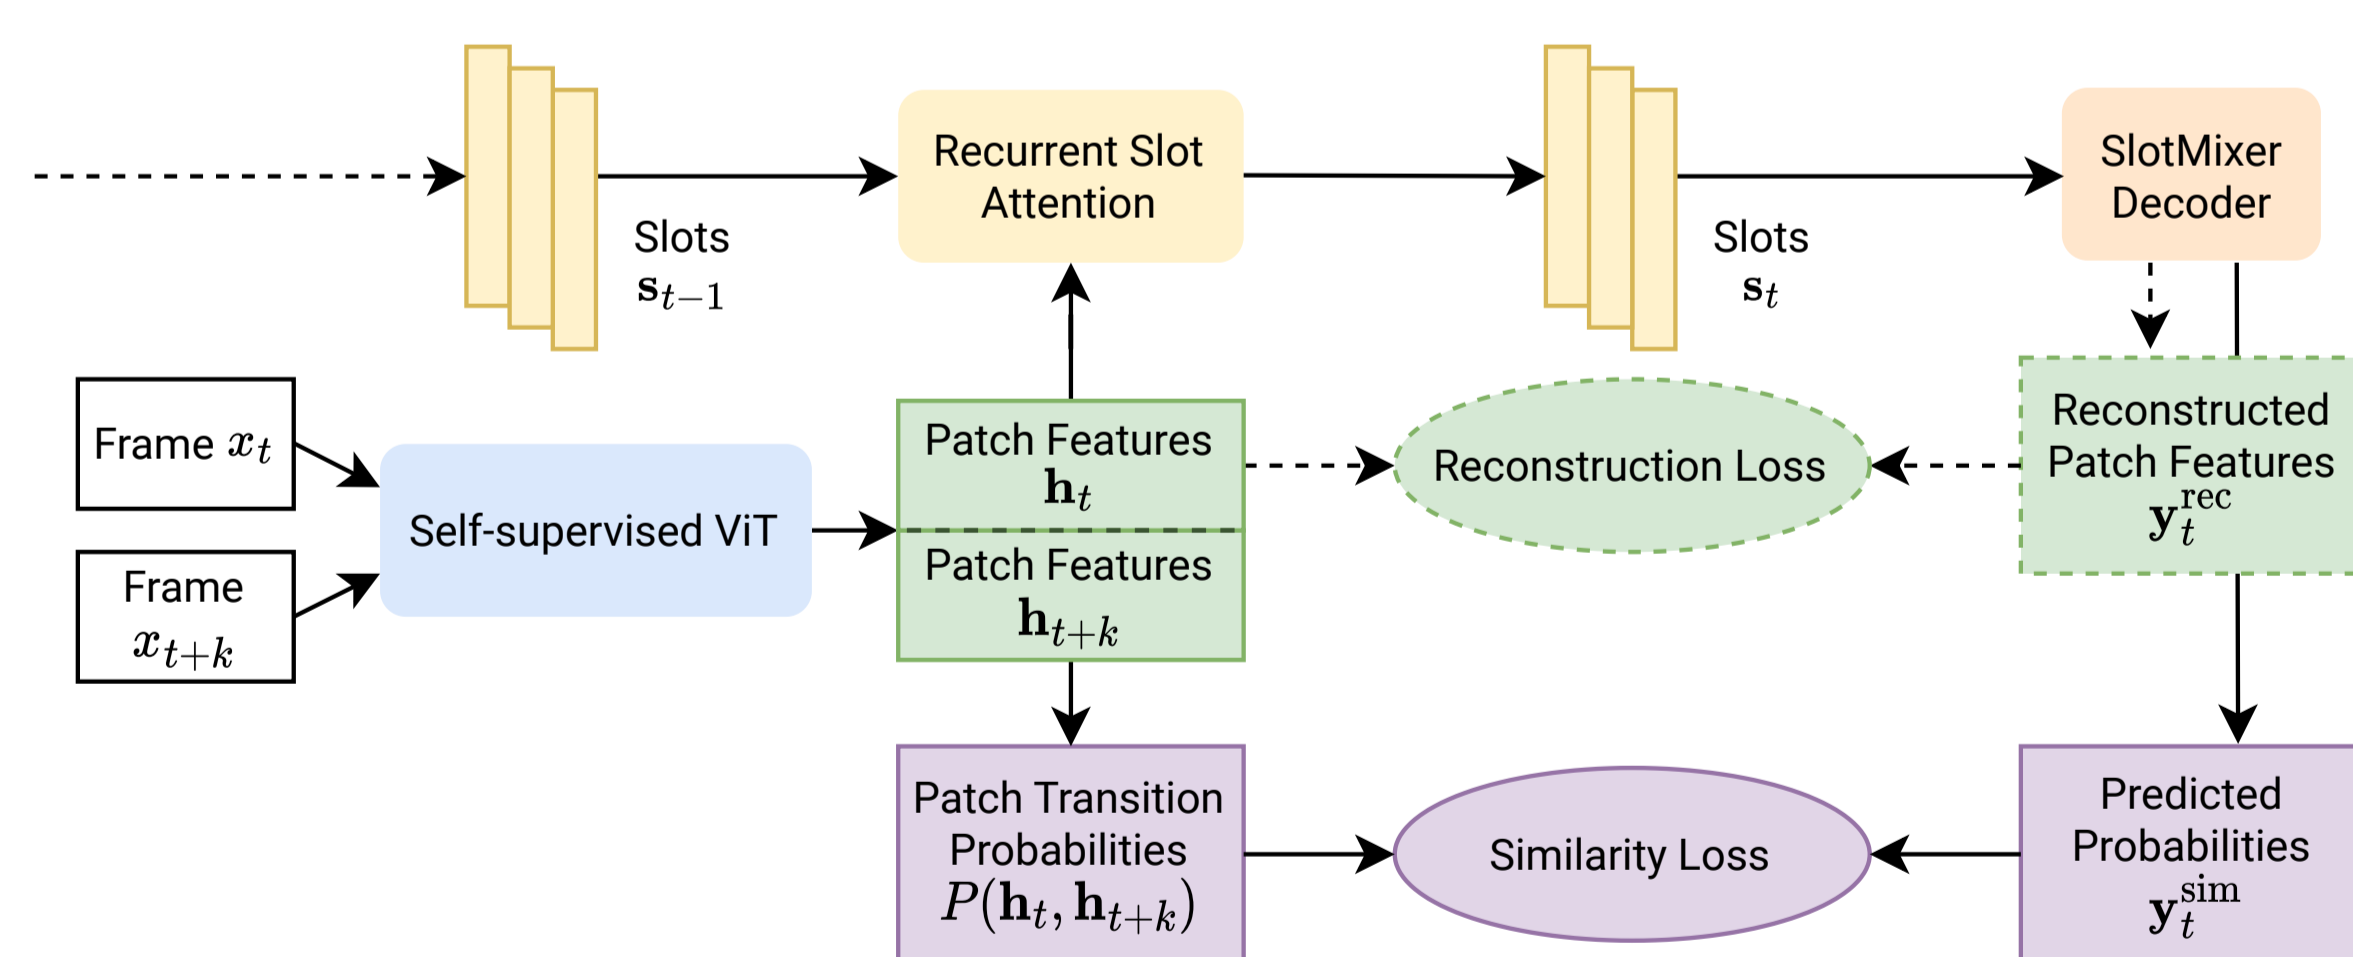 Recurrent Slot
Attention
SlotMixer
Decoder
Slots
s_{t−1}
Slots
s_t
Frame x_t
Frame
x_{t+k}
Self-supervised ViT
Patch Features
h_t
Patch Features
h_{t+k}
Reconstruction Loss
Reconstructed
Patch Features
y_t^{rec}
Patch Transition
Probabilities
P(h_t, h_{t+k})
Similarity Loss
Predicted
Probabilities
y_t^{sim}